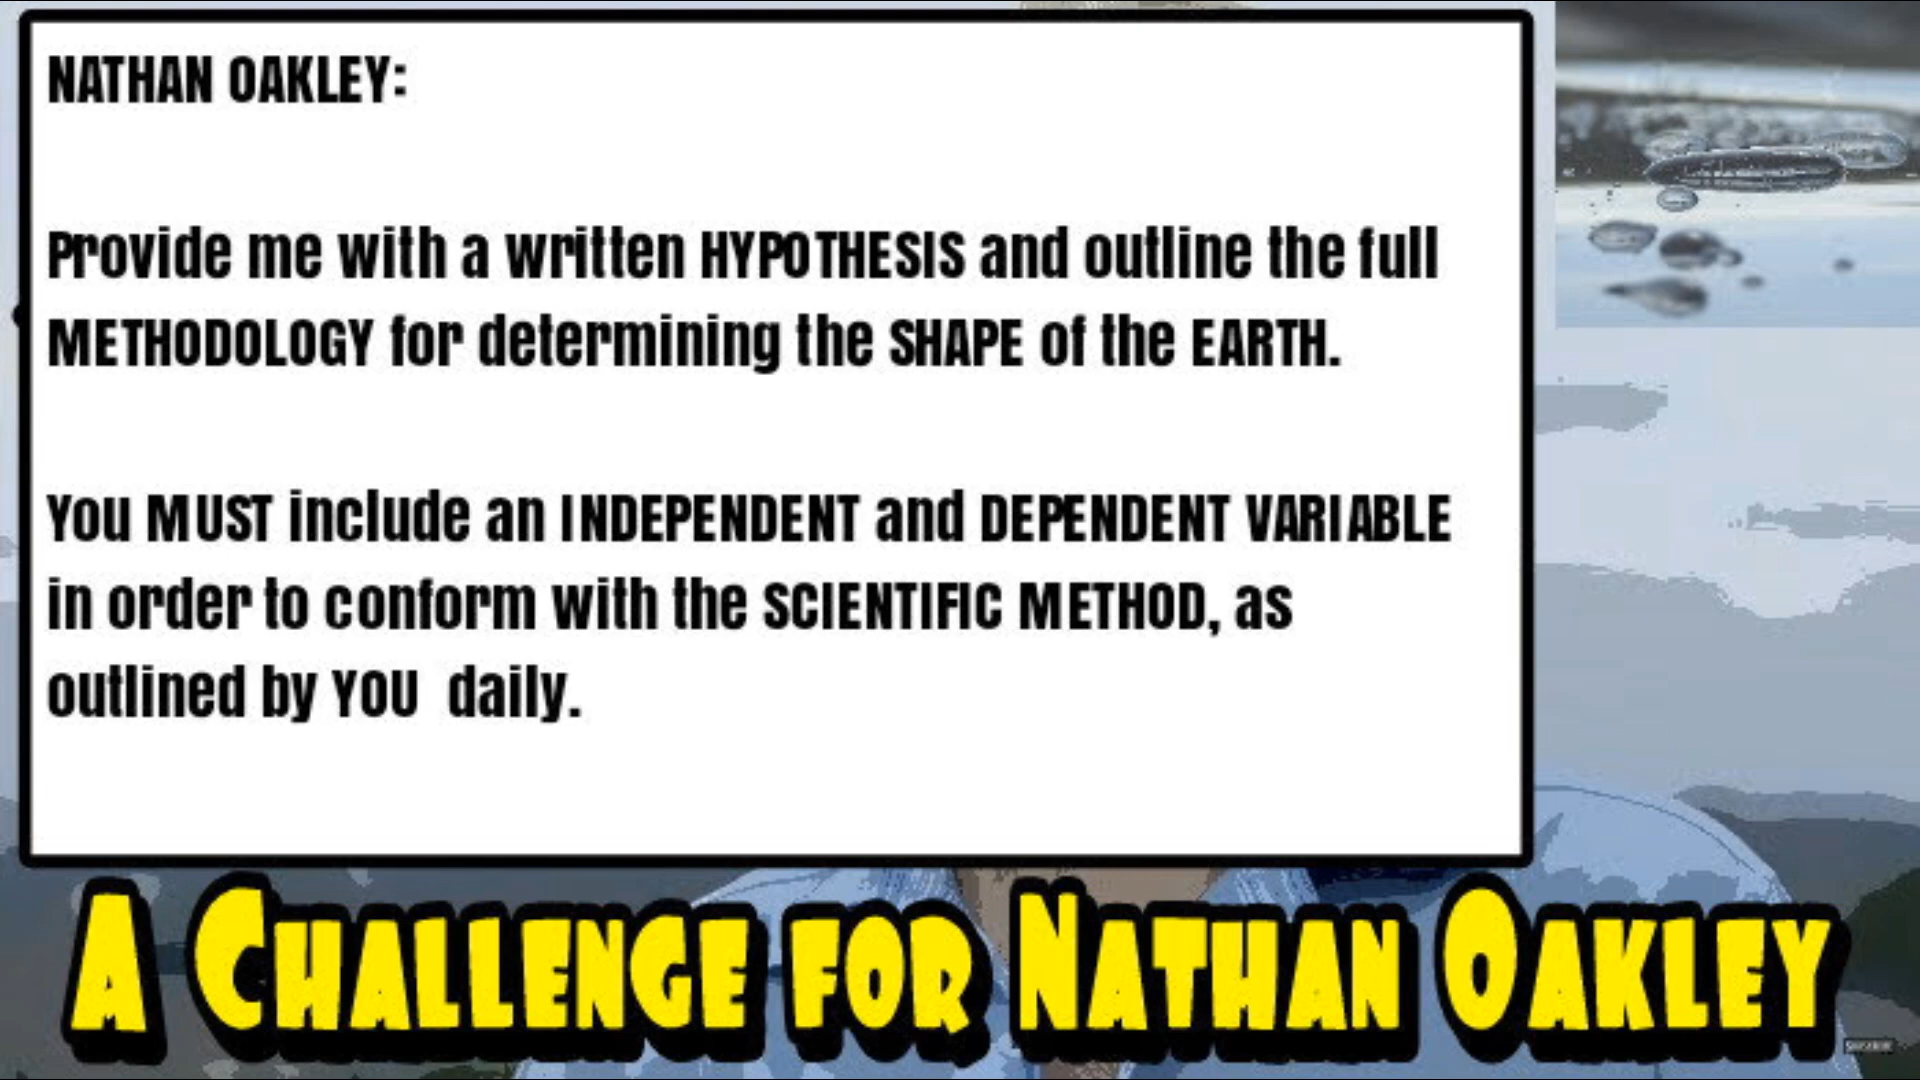 NATHAN OAKLEY:
Provide me with a written HYPOTHESIS and outline the full
METHODOLOGY for determining the SHAPE of the EARTH.
You MUST include an INDEPENDENT and DEPENDENT VARIABLE
in order to conform with the SCIENTIFIC METHOD, as
outlined by YOU daily.
A CHALLENGE FOR NATHAN OAKLEY